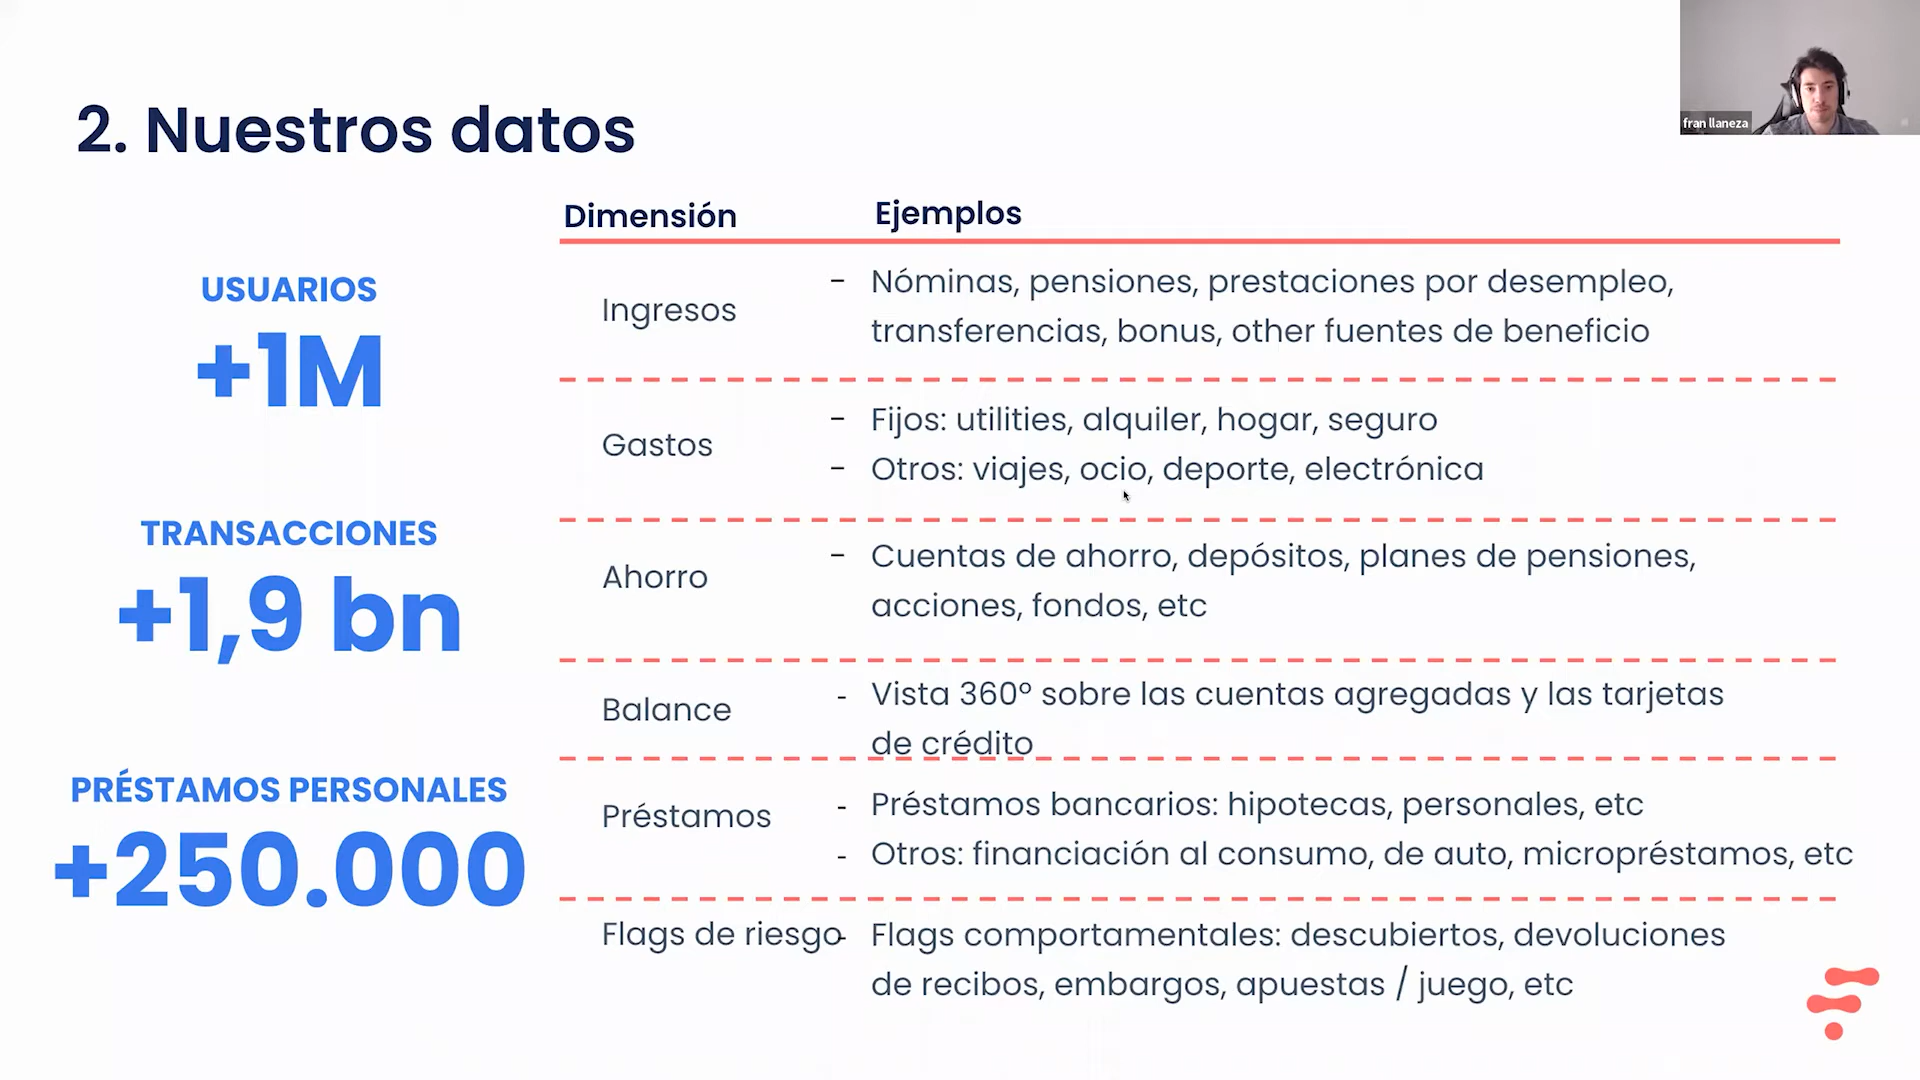 fran llaneza
2. Nuestros datos
USUARIOS
+1M
TRANSACCIONES
+1,9 bn
PRÉSTAMOS PERSONALES
+250.000
Dimensión
Ejemplos
Ingresos
- Nóminas, pensiones, prestaciones por desempleo,
transferencias, bonus, other fuentes de beneficio
Gastos
- Fijos: utilities, alquiler, hogar, seguro
- Otros: viajes, ocio, deporte, electrónica
Ahorro
- Cuentas de ahorro, depósitos, planes de pensiones,
acciones, fondos, etc
Balance
- Vista 360º sobre las cuentas agregadas y las tarjetas
de crédito
Préstamos
- Préstamos bancarios: hipotecas, personales, etc
- Otros: financiación al consumo, de auto, micropréstamos, etc
Flags de riesgo
- Flags comportamentales: descubiertos, devoluciones
de recibos, embargos, apuestas / juego, etc